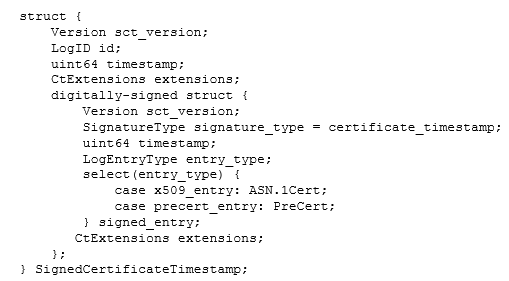 struct {
    Version sct_version;
    LogID id;
    uint64 timestamp;
    CtExtensions extensions;
    digitally-signed struct {
        Version sct_version;
        SignatureType signature_type = certificate_timestamp;
        uint64 timestamp;
        LogEntryType entry_type;
        select(entry_type) {
            case x509_entry: ASN.1Cert;
            case precert_entry: PreCert;
        } signed_entry;
       CtExtensions extensions;
    };
} SignedCertificateTimestamp;